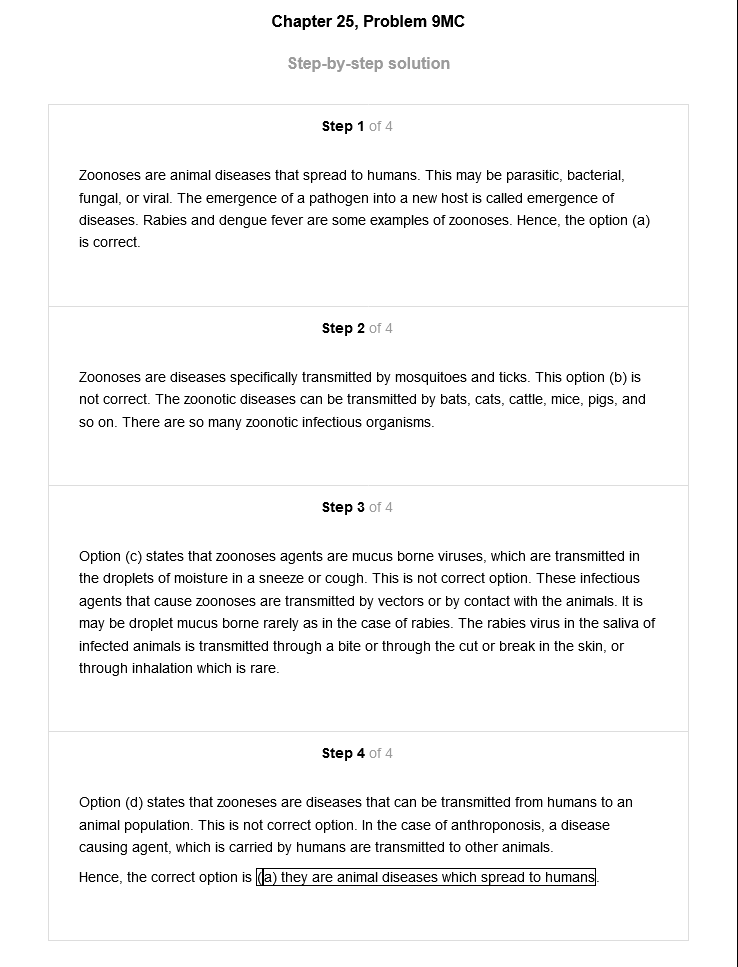 Chapter 25, Problem 9MC
Step-by-step solution
Step 1 of 4
Zoonoses are animal diseases that spread to humans. This may be parasitic, bacterial,
fungal, or viral. The emergence of a pathogen into a new host is called emergence of
diseases. Rabies and dengue fever are some examples of zoonoses. Hence, the option (a)
is correct.
Step 2 of 4
Zoonoses are diseases specifically transmitted by mosquitoes and ticks. This option (b) is
not correct. The zoonotic diseases can be transmitted by bats, cats, cattle, mice, pigs, and
so on. There are so many zoonotic infectious organisms.
Step 3 of 4
Option (c) states that zoonoses agents are mucus borne viruses, which are transmitted in
the droplets of moisture in a sneeze or cough. This is not correct option. These infectious
agents that cause zoonoses are transmitted by vectors or by contact with the animals. It is
may be droplet mucus borne rarely as in the case of rabies. The rabies virus in the saliva of
infected animals is transmitted through a bite or through the cut or break in the skin, or
through inhalation which is rare.
Step 4 of 4
Option (d) states that zooneses are diseases that can be transmitted from humans to an
animal population. This is not correct option. In the case of anthroponosis, a disease
causing agent, which is carried by humans are transmitted to other animals.
Hence, the correct option is (a) they are animal diseases which spread to humans.